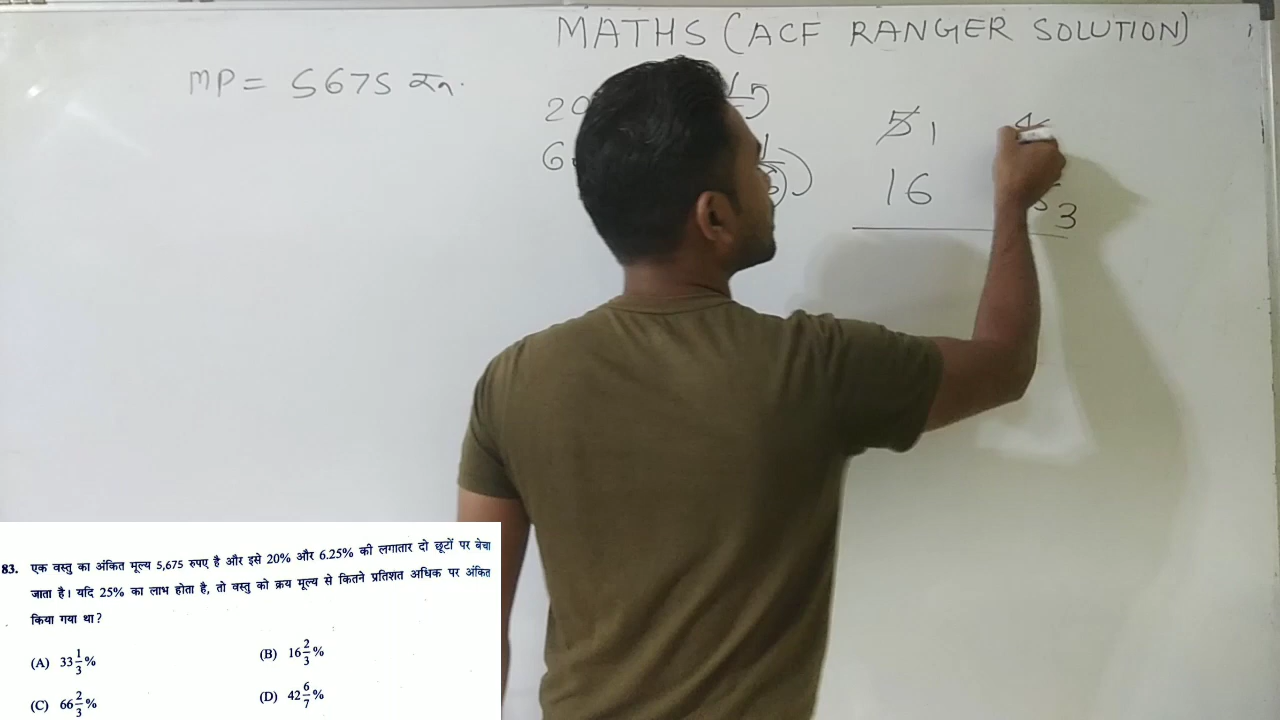 MATHS (ACF RANGER SOLUTION)
MP = 5675 रु.
20
6
1
1
5 1
16
3
83. एक वस्तु का अंकित मूल्य 5,675 रुपए है और इसे 20% और 6.25% की लगातार दो छूटों पर बेचा
जाता है। यदि 25% का लाभ होता है, तो वस्तु को क्रय मूल्य से कितने प्रतिशत अधिक पर अंकित
किया गया था?
(A) 33 1/3 %
(B) 16 2/3 %
(C) 66 2/3 %
(D) 42 6/7 %